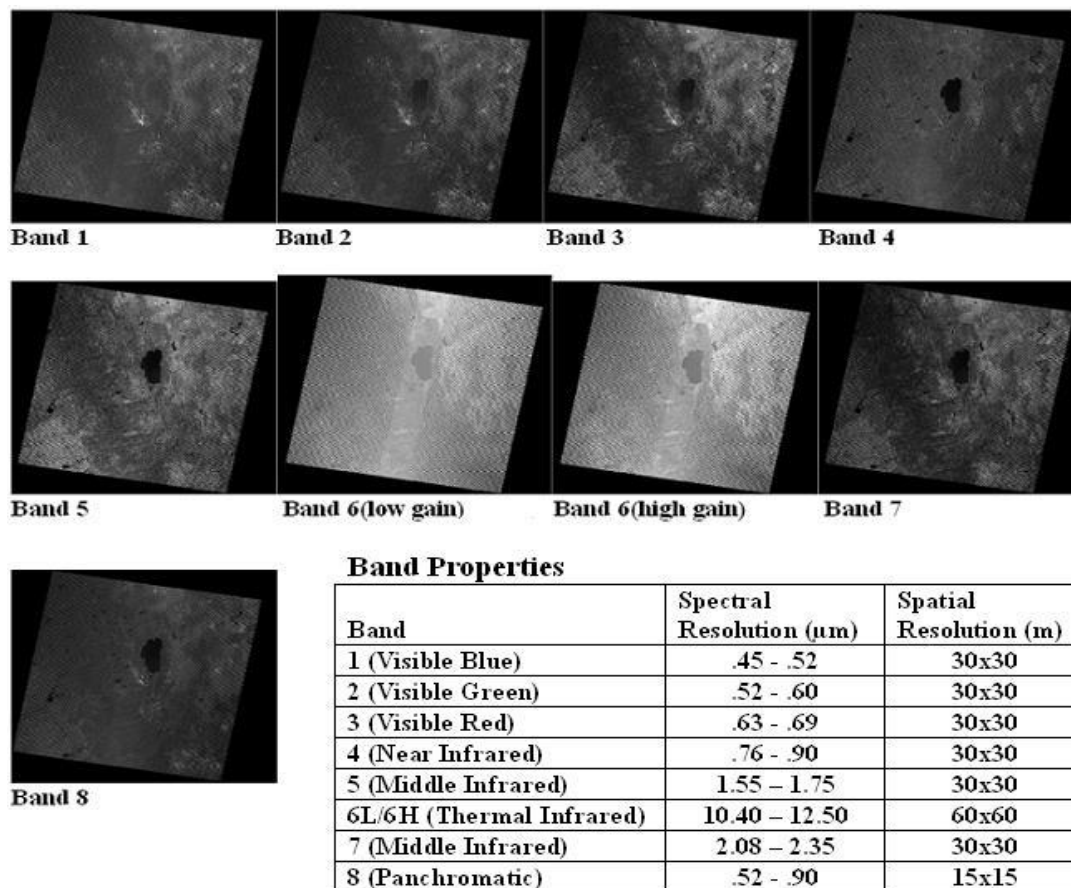 Band 1
Band 2
Band 3
Band 4
Band 5
Band 6(low gain)
Band 6(high gain)
Band 7
Band 8
Band Properties
Band Spectral Resolution (µm) Spatial Resolution (m)
1 (Visible Blue) .45 - .52 30x30
2 (Visible Green) .52 - .60 30x30
3 (Visible Red) .63 - .69 30x30
4 (Near Infrared) .76 - .90 30x30
5 (Middle Infrared) 1.55 – 1.75 30x30
6L/6H (Thermal Infrared) 10.40 – 12.50 60x60
7 (Middle Infrared) 2.08 – 2.35 30x30
8 (Panchromatic) .52 - .90 15x15